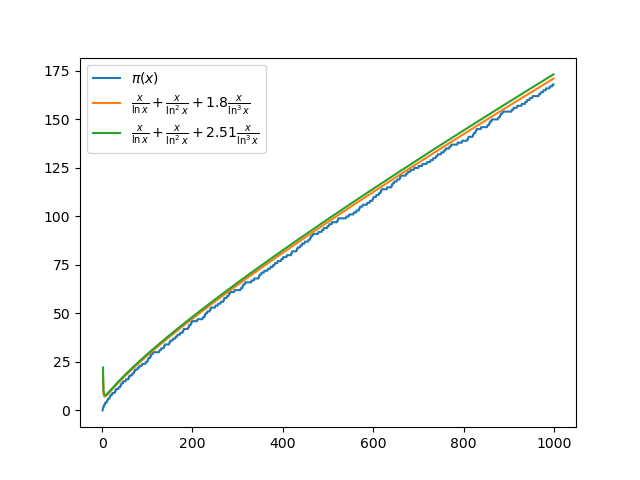 π(x)
x/ln x + x/ln² x + 1.8 x/ln³ x
x/ln x + x/ln² x + 2.51 x/ln³ x
175
150
125
100
75
50
25
0
0 200 400 600 800 1000